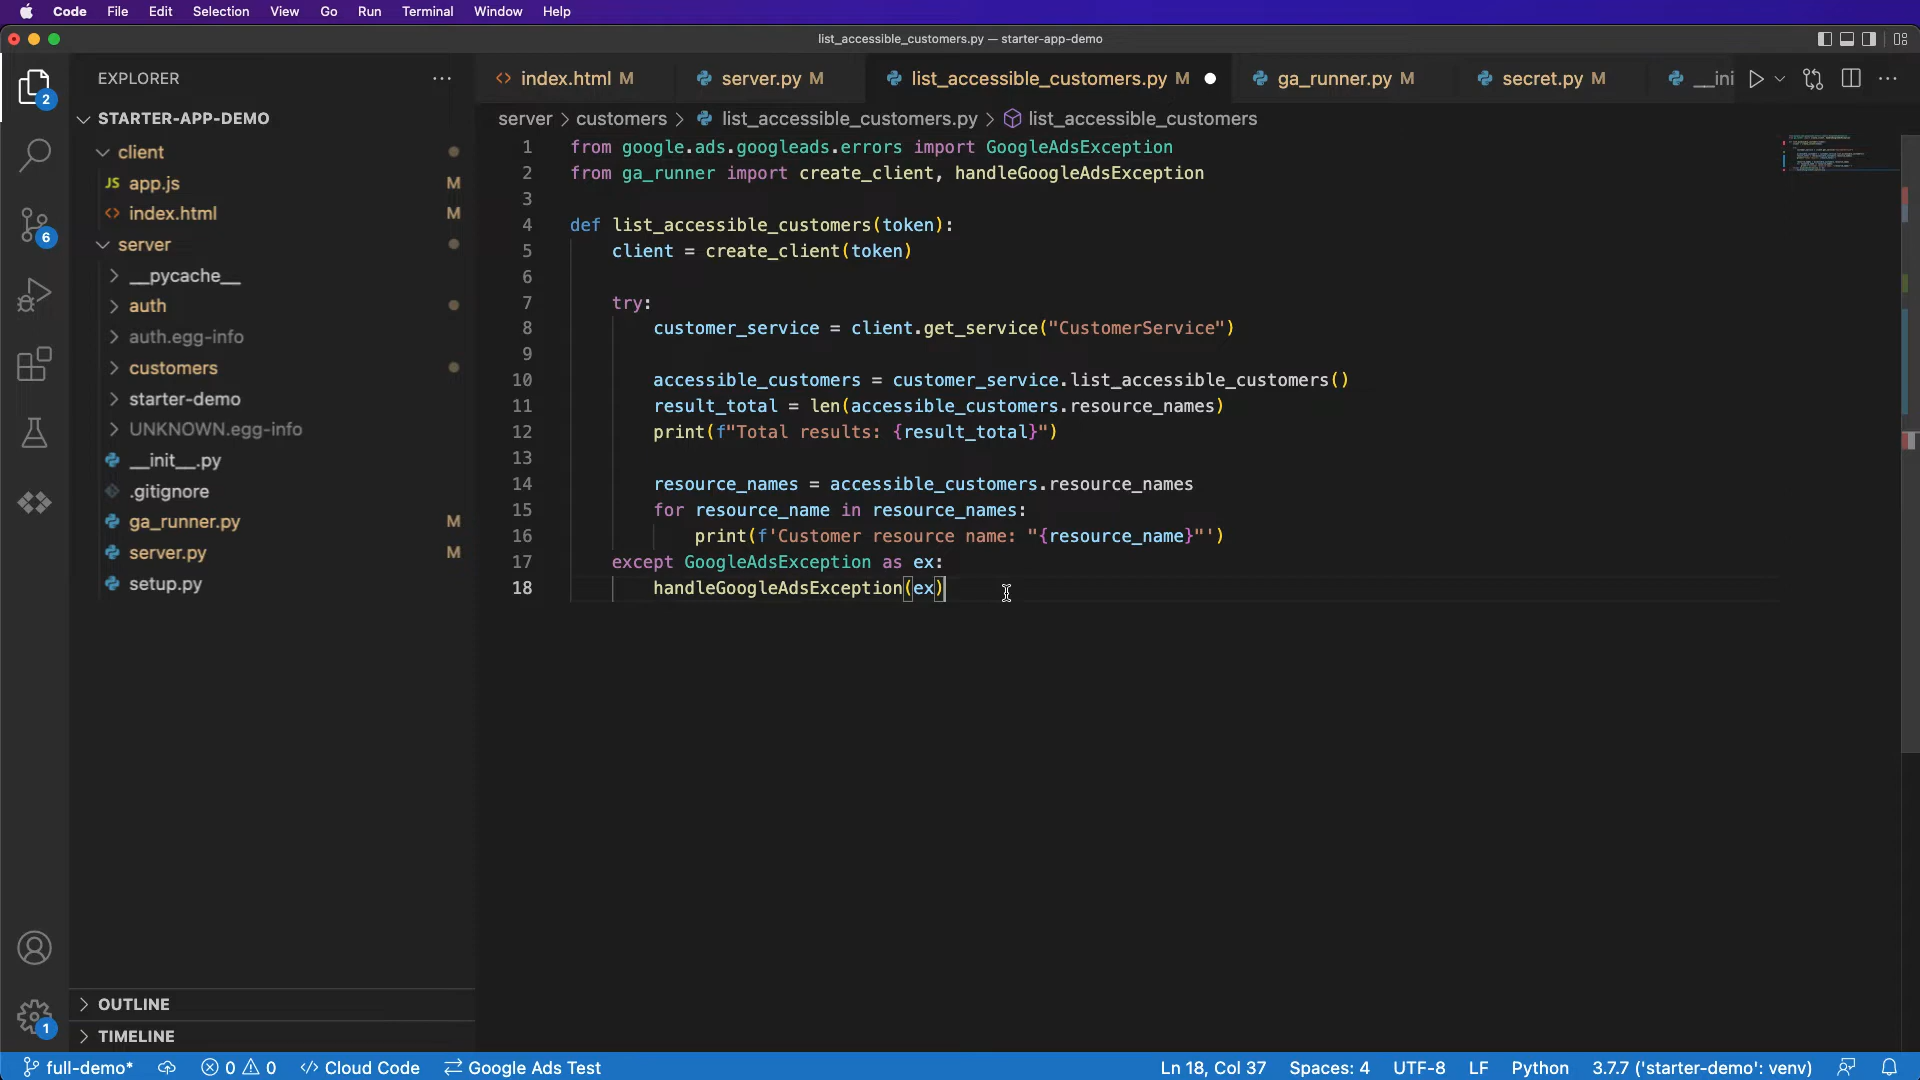 Code File Edit Selection View Go Run Terminal Window Help
list_accessible_customers.py — starter-app-demo
EXPLORER ···
2
STARTER-APP-DEMO
client
JS app.js M
<> index.html M
6
server
__pycache__
auth
auth.egg-info
customers
starter-demo
UNKNOWN.egg-info
__init__.py
.gitignore
ga_runner.py M
server.py M
setup.py
OUTLINE
1
TIMELINE
<> index.html M server.py M list_accessible_customers.py M ga_runner.py M secret.py M __ini
server > customers > list_accessible_customers.py > list_accessible_customers
1 from google.ads.googleads.errors import GoogleAdsException
2 from ga_runner import create_client, handleGoogleAdsException
3
4 def list_accessible_customers(token):
5     client = create_client(token)
6
7     try:
8         customer_service = client.get_service("CustomerService")
9
10         accessible_customers = customer_service.list_accessible_customers()
11         result_total = len(accessible_customers.resource_names)
12         print(f"Total results: {result_total}")
13
14         resource_names = accessible_customers.resource_names
15         for resource_name in resource_names:
16             print(f'Customer resource name: "{resource_name}"')
17     except GoogleAdsException as ex:
18         handleGoogleAdsException(ex)
full-demo* 0 0 </> Cloud Code Google Ads Test Ln 18, Col 37 Spaces: 4 UTF-8 LF Python 3.7.7 ('starter-demo': venv)